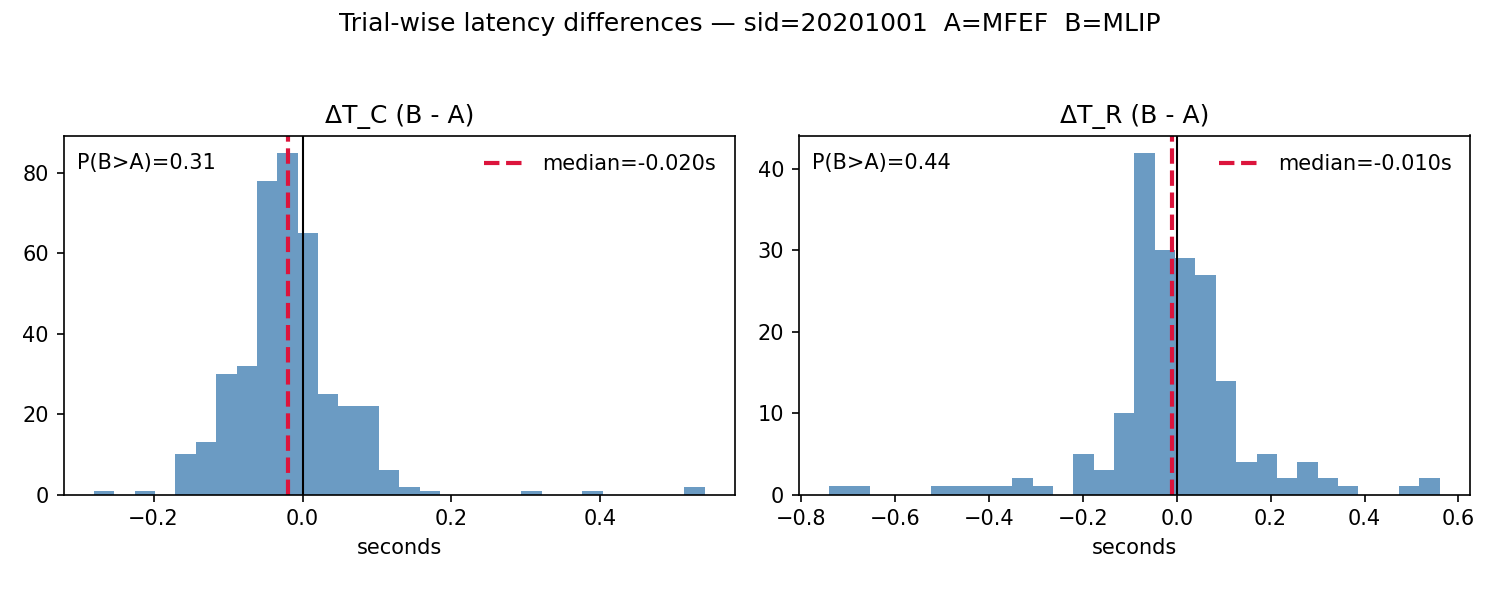 Trial-wise latency differences — sid=20201001  A=MFEF  B=MLIP
ΔT_C (B - A)
P(B>A)=0.31
median=-0.020s
80
60
40
20
0
−0.2 0.0 0.2 0.4
seconds
ΔT_R (B - A)
P(B>A)=0.44
median=-0.010s
40
30
20
10
0
−0.8 −0.6 −0.4 −0.2 0.0 0.2 0.4 0.6
seconds